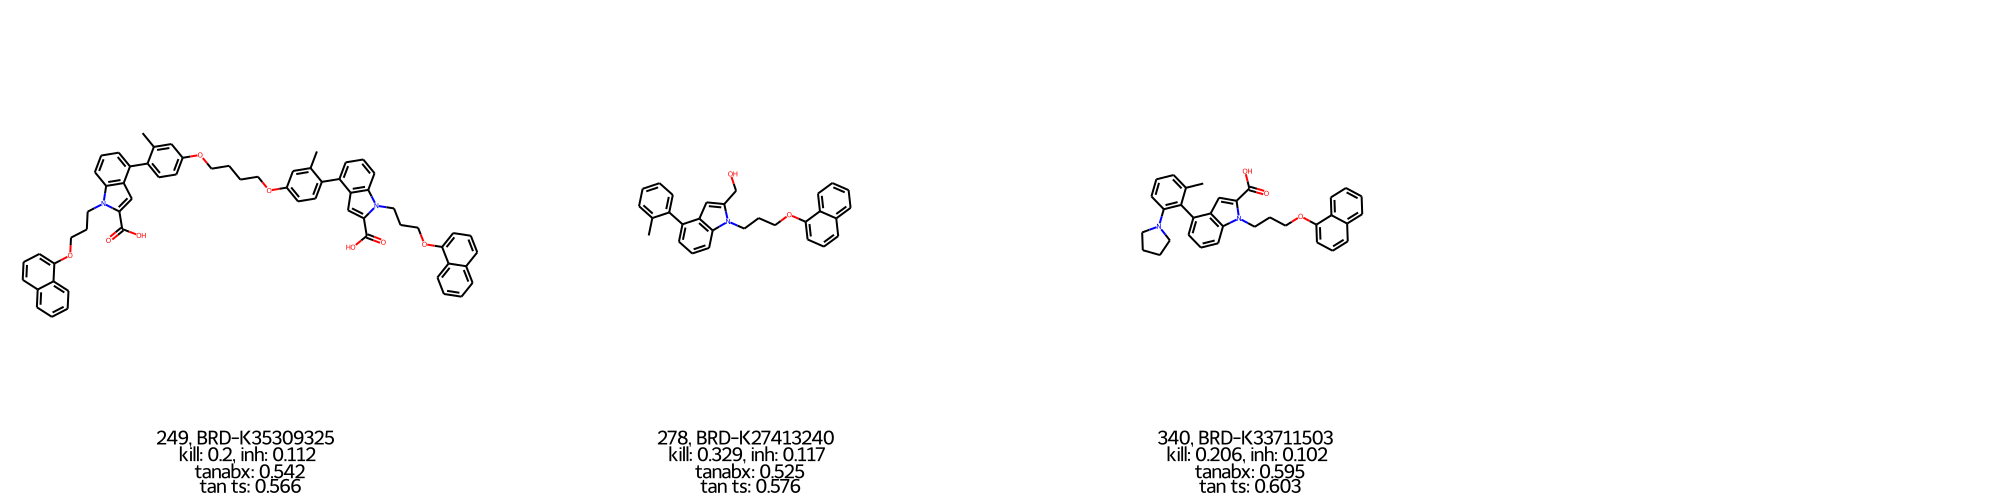 O
O
N
O
OH
O
O
N
HO
O
O
OH
N
O
OH
O
N
N
O
249, BRD-K35309325
kill: 0.2, inh: 0.112
tanabx: 0.542
tan ts: 0.566
278, BRD-K27413240
kill: 0.329, inh: 0.117
tanabx: 0.525
tan ts: 0.576
340, BRD-K33711503
kill: 0.206, inh: 0.102
tanabx: 0.595
tan ts: 0.603